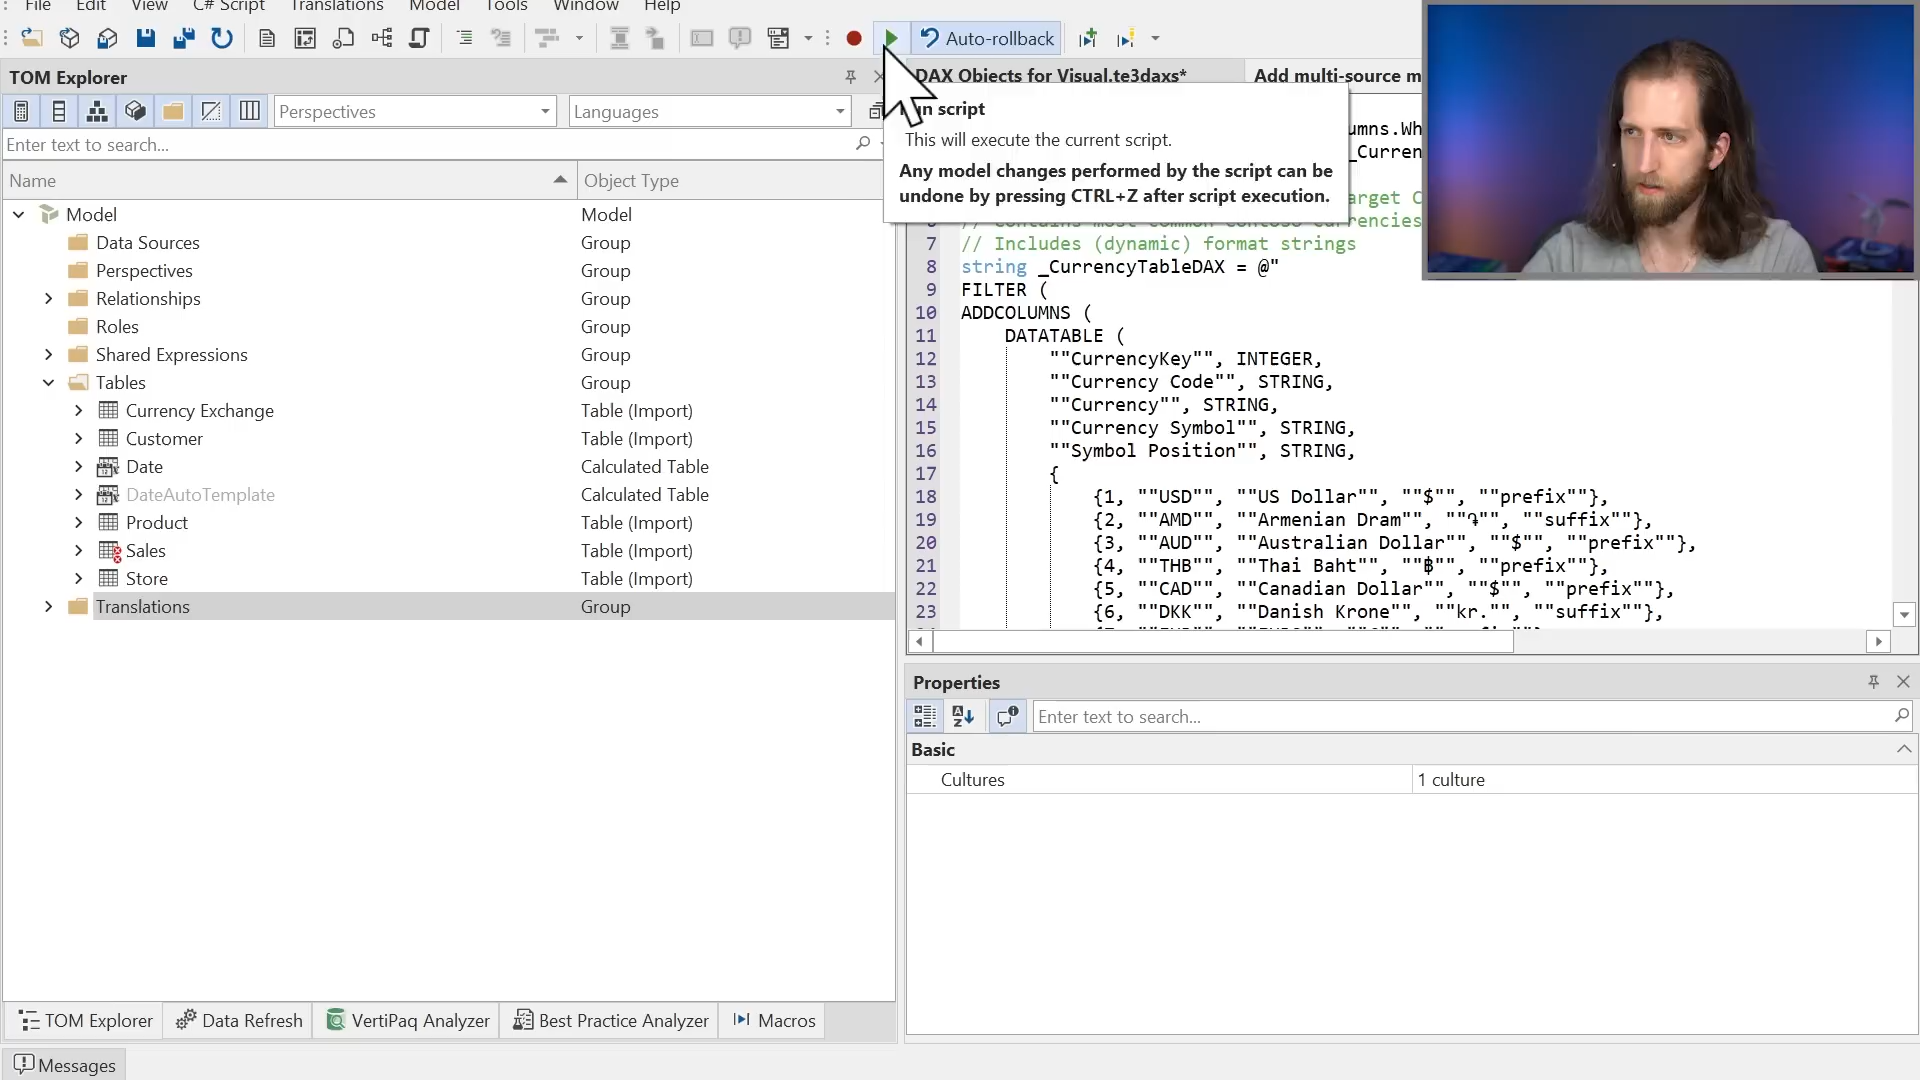 File Edit View C# Script Translations Model Tools Window Help
Auto-rollback
TOM Explorer
Perspectives
Languages
Enter text to search...
Name Object Type
Model Model
Data Sources Group
Perspectives Group
Relationships Group
Roles Group
Shared Expressions Group
Tables Group
Currency Exchange Table (Import)
Customer Table (Import)
Date Calculated Table
DateAutoTemplate Calculated Table
Product Table (Import)
Sales Table (Import)
Store Table (Import)
Translations Group
TOM Explorer Data Refresh VertiPaq Analyzer Best Practice Analyzer Macros
Messages
DAX Objects for Visual.te3daxs* Add multi-source m
script
This will execute the current script.
Any model changes performed by the script can be
undone by pressing CTRL+Z after script execution.
umns.Wh
_Curren
arget C
7 // Includes (dynamic) format strings
8 string _CurrencyTableDAX = @"
9 FILTER (
10 ADDCOLUMNS (
11 DATATABLE (
12 ""CurrencyKey"", INTEGER,
13 ""Currency Code"", STRING,
14 ""Currency"", STRING,
15 ""Currency Symbol"", STRING,
16 ""Symbol Position"", STRING,
17 {
18 {1, ""USD"", ""US Dollar"", ""$"", ""prefix""},
19 {2, ""AMD"", ""Armenian Dram"", ""֏"", ""suffix""},
20 {3, ""AUD"", ""Australian Dollar"", ""$"", ""prefix""},
21 {4, ""THB"", ""Thai Baht"", ""฿"", ""prefix""},
22 {5, ""CAD"", ""Canadian Dollar"", ""$"", ""prefix""},
23 {6, ""DKK"", ""Danish Krone"", ""kr."", ""suffix""},
Properties
Enter text to search...
Basic
Cultures 1 culture